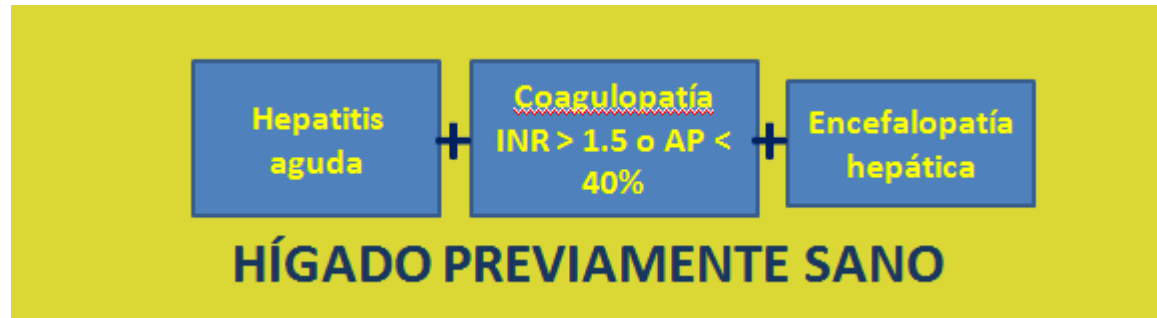 Hepatitis
aguda
+
Coagulopatía
INR > 1.5 o AP <
40%
+
Encefalopatía
hepática
HÍGADO PREVIAMENTE SANO